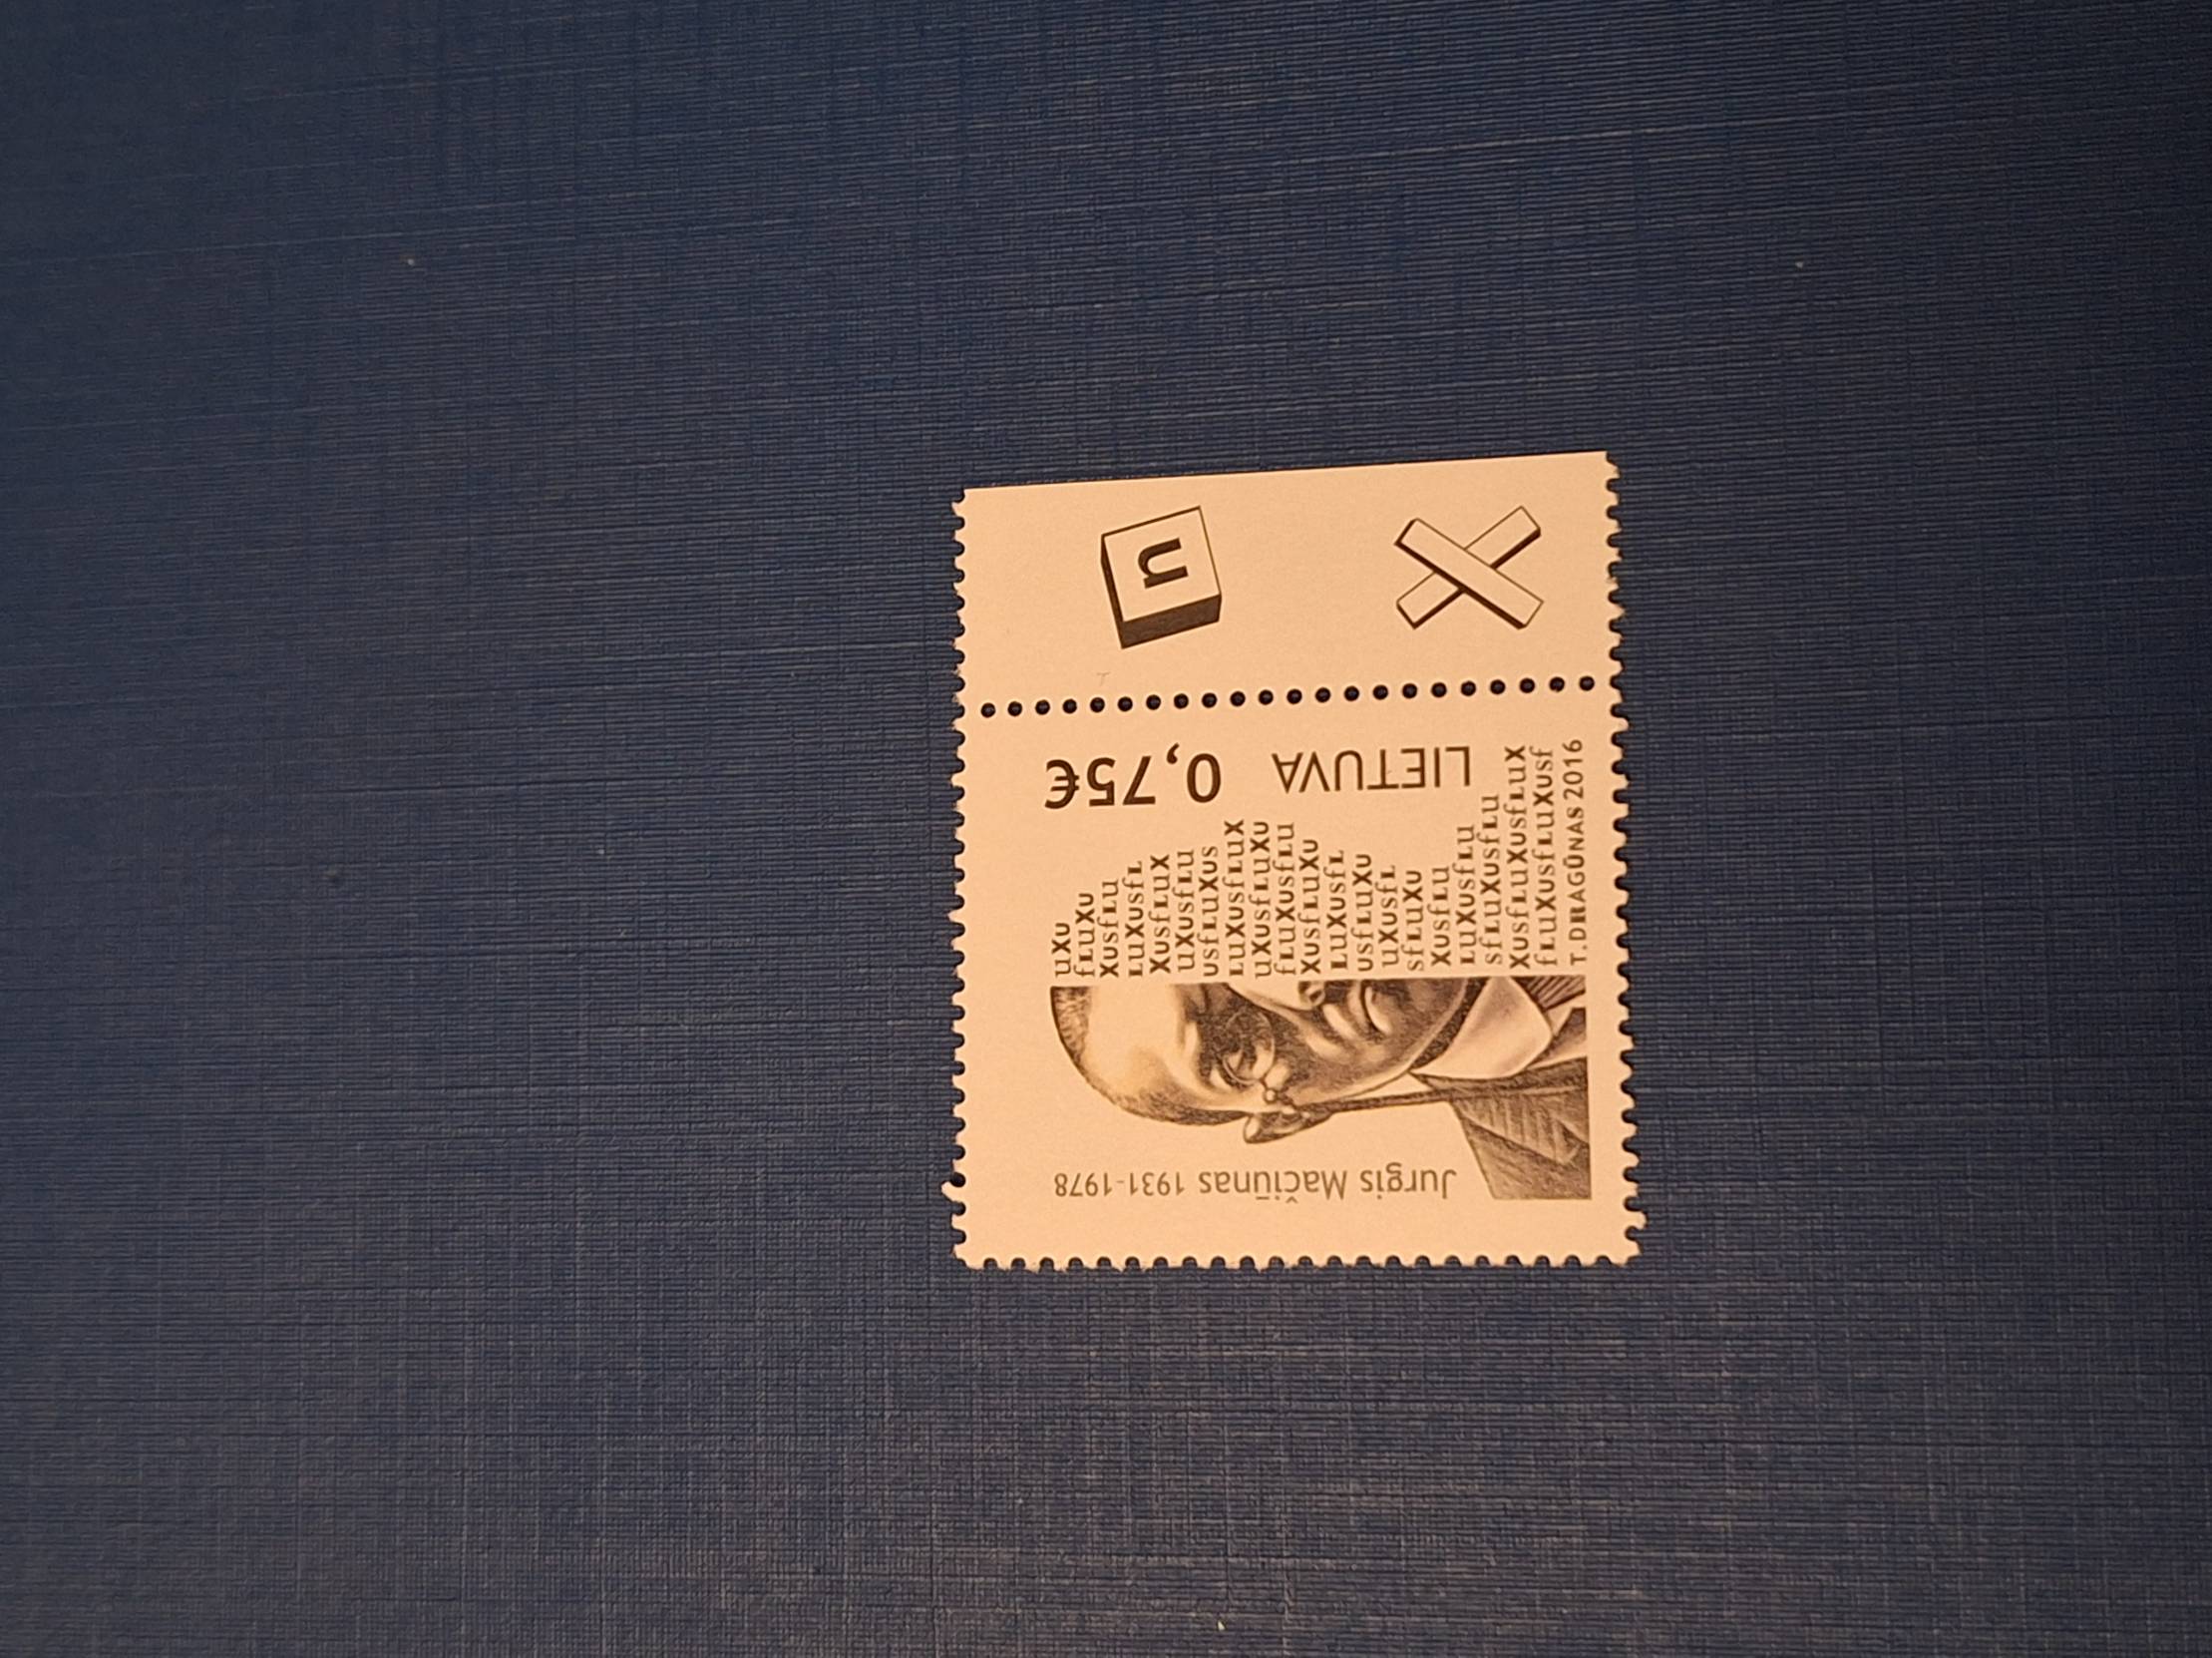 Jurgis Mačiūnas 1931-1978
uXu
fLuXu
XusfLu
LuXusfL
XusfLuX
uXusfLu
usfLuXus
LuXusfLuX
uXusfLuXu
fLuXusfLu
XusfLuXu
LuXusfL
usfLuXu
uXusfL
sfLuXu
XusfLu
LuXusfLu
sfLuXusfLu
XusfLuXusfLuX
fLuXusfLuXusf
T.DRAGŪNAS 2016
LIETUVA 0,75€
X
u